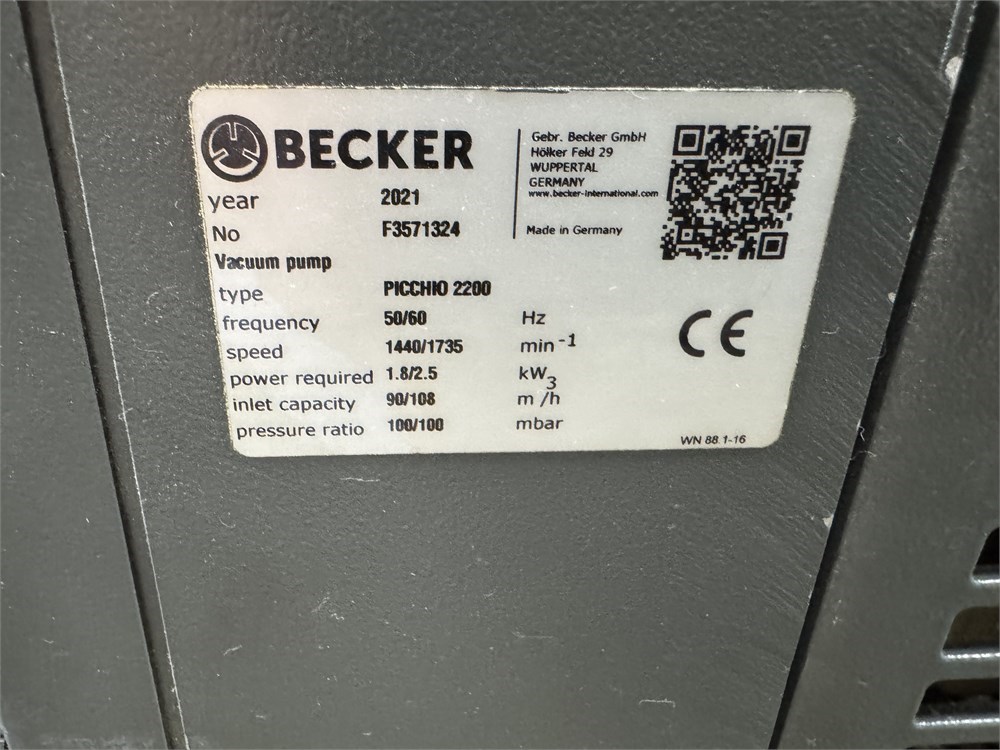 BECKER
year 2021
No F3571324
Vacuum pump
type PICCHIO 2200
frequency 50/60 Hz
speed 1440/1735 min-1
power required 1.8/2.5 kW
inlet capacity 90/108 m3/h
pressure ratio 100/100 mbar
Gebr. Becker GmbH
Hölker Feld 29
WUPPERTAL
GERMANY
www.becker-international.com
Made in Germany
CE
WN 88.1-16